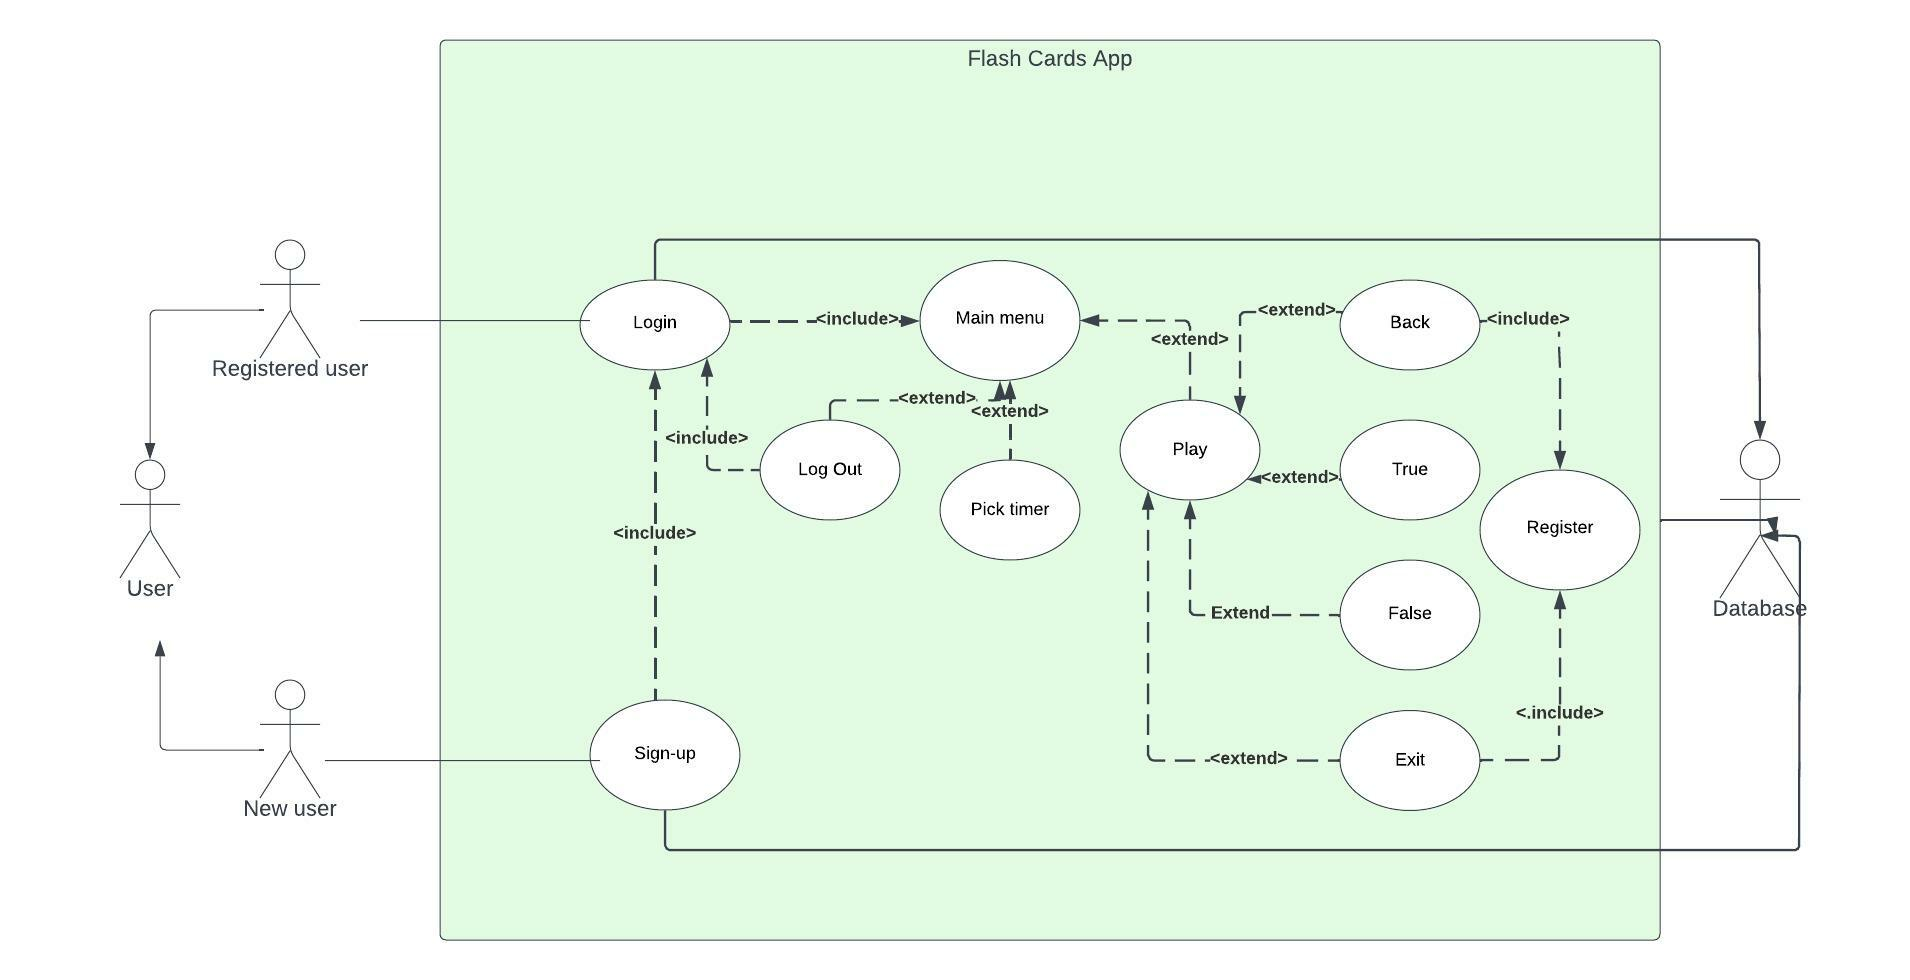 Flash Cards App
Registered user
User
New user
Login
<include>
Main menu
<extend>
<extend>
Back
<include>
<extend>
<extend>
<include>
Log Out
Pick timer
Play
<extend>
True
Register
<include>
Extend
False
Database
<.include>
Sign-up
<extend>
Exit